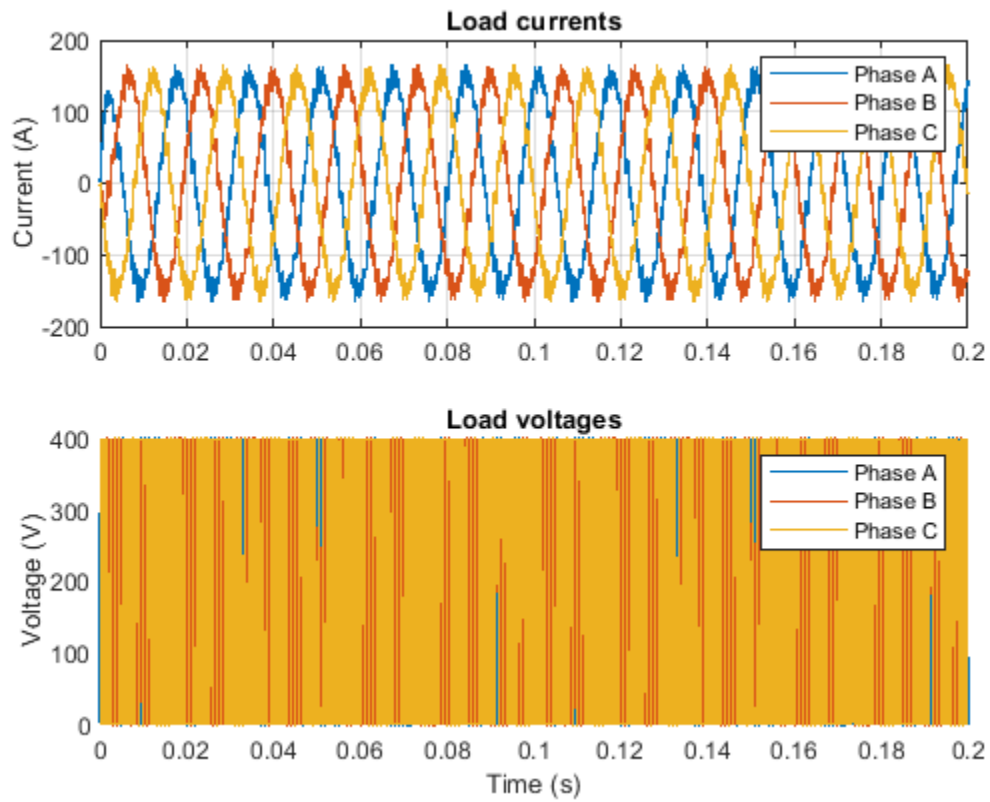 Load currents
200
100
0
-100
-200
Current (A)
Phase A
Phase B
Phase C
0 0.02 0.04 0.06 0.08 0.1 0.12 0.14 0.16 0.18 0.2
Load voltages
400
300
200
100
0
Voltage (V)
Phase A
Phase B
Phase C
0 0.02 0.04 0.06 0.08 0.1 0.12 0.14 0.16 0.18 0.2
Time (s)